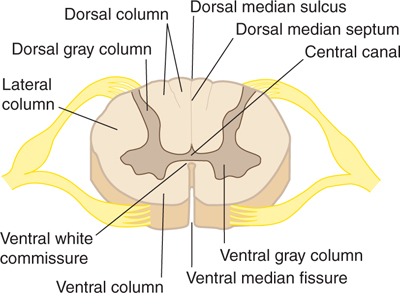 Dorsal column
Dorsal median sulcus
Dorsal gray column
Dorsal median septum
Central canal
Lateral
column
Ventral white
commissure
Ventral column
Ventral gray column
Ventral median fissure